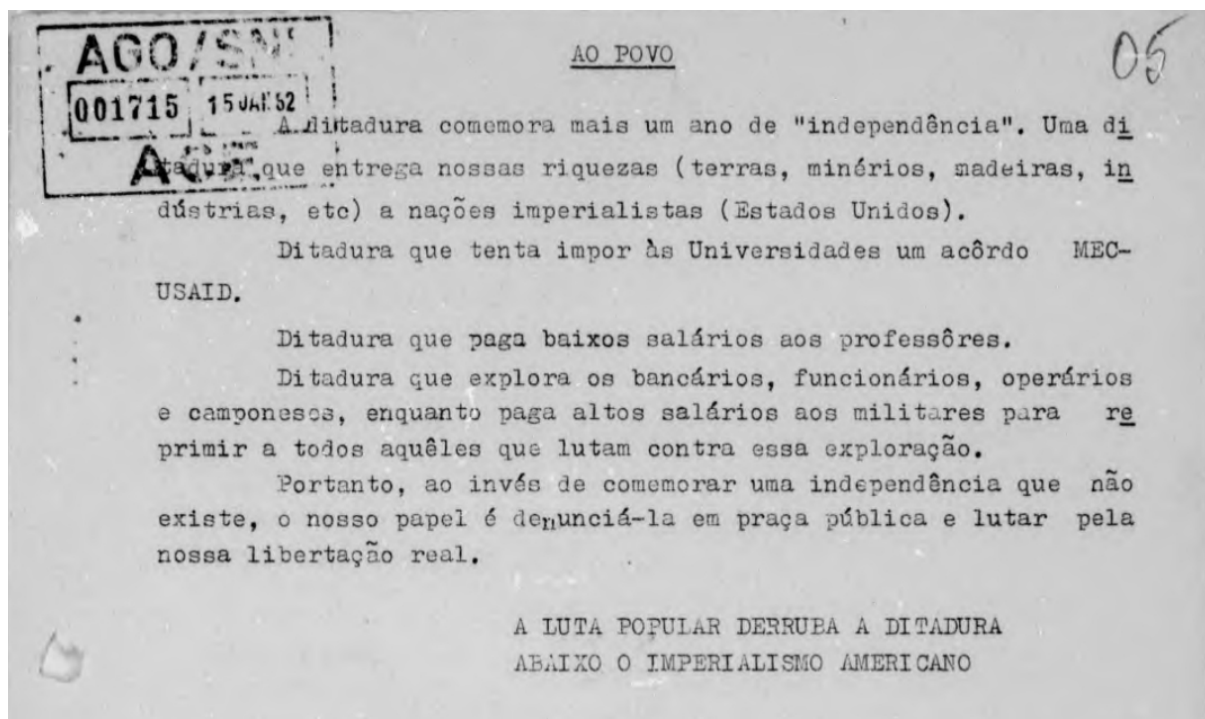 AGO/SNI
001715 15 JAN 52
AO POVO
05
A ditadura comemora mais um ano de "independência". Uma di
tadura que entrega nossas riquezas (terras, minérios, madeiras, in
dústrias, etc) a nações imperialistas (Estados Unidos).
Ditadura que tenta impor às Universidades um acôrdo MEC-
USAID.
Ditadura que paga baixos salários aos professôres.
Ditadura que explora os bancários, funcionários, operários
e camponeses, enquanto paga altos salários aos militares para re
primir a todos aquêles que lutam contra essa exploração.
Portanto, ao invés de comemorar uma independência que não
existe, o nosso papel é denunciá-la em praça pública e lutar pela
nossa libertação real.
A LUTA POPULAR DERRUBA A DITADURA
ABAIXO O IMPERIALISMO AMERICANO